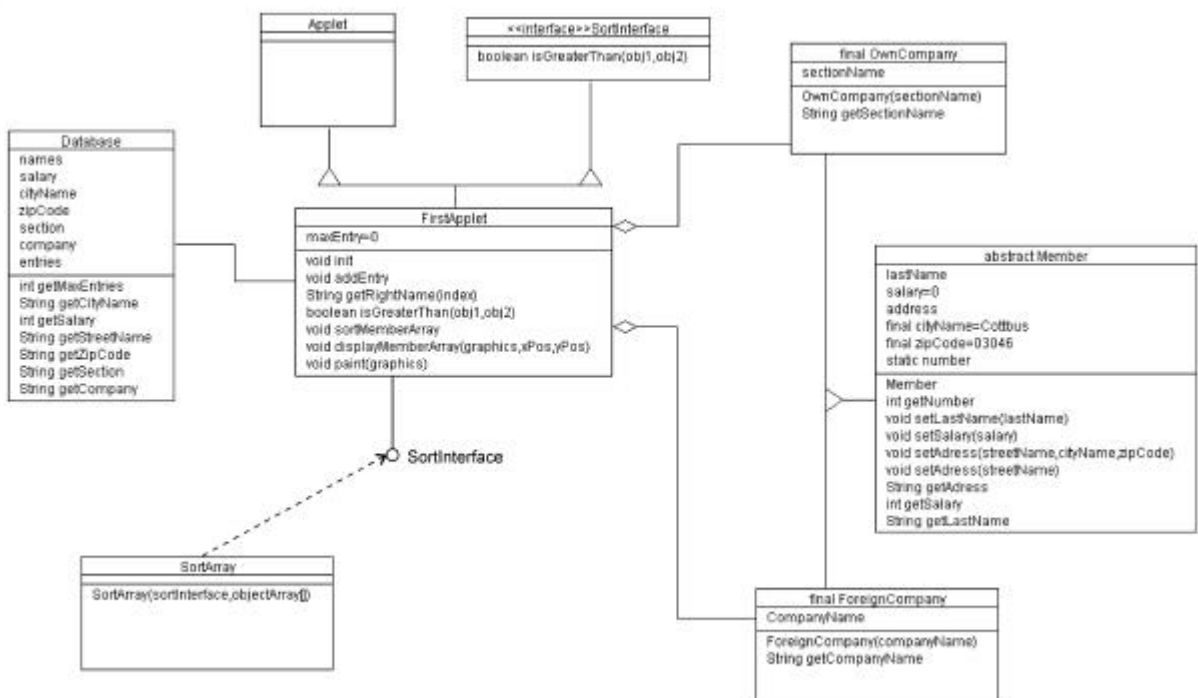 Applet
<<interface>>SortInterface
boolean isGreaterThan(obj1,obj2)
final OwnCompany
sectionName
OwnCompany(sectionName)
String getSectionName
Database
names
salary
cityName
zipCode
section
company
entries
int getMaxEntries
String getCityName
int getSalary
String getStreetName
String getZipCode
String getSection
String getCompany
FirstApplet
maxEntry=0
void init
void addEntry
String getRightName(index)
boolean isGreaterThan(obj1,obj2)
void sortMemberArray
void displayMemberArray(graphics,xPos,yPos)
void paint(graphics)
abstract Member
lastName
salary=0
address
final cityName=Cottbus
final zipCode=03046
static number
Member
int getNumber
void setLastName(lastName)
void setSalary(salary)
void setAdress(streetName,cityName,zipCode)
void setAdress(streetName)
String getAdress
int getSalary
String getLastName
SortInterface
SortArray
SortArray(sortInterface,objectArray[])
final ForeignCompany
CompanyName
ForeignCompany(companyName)
String getCompanyName